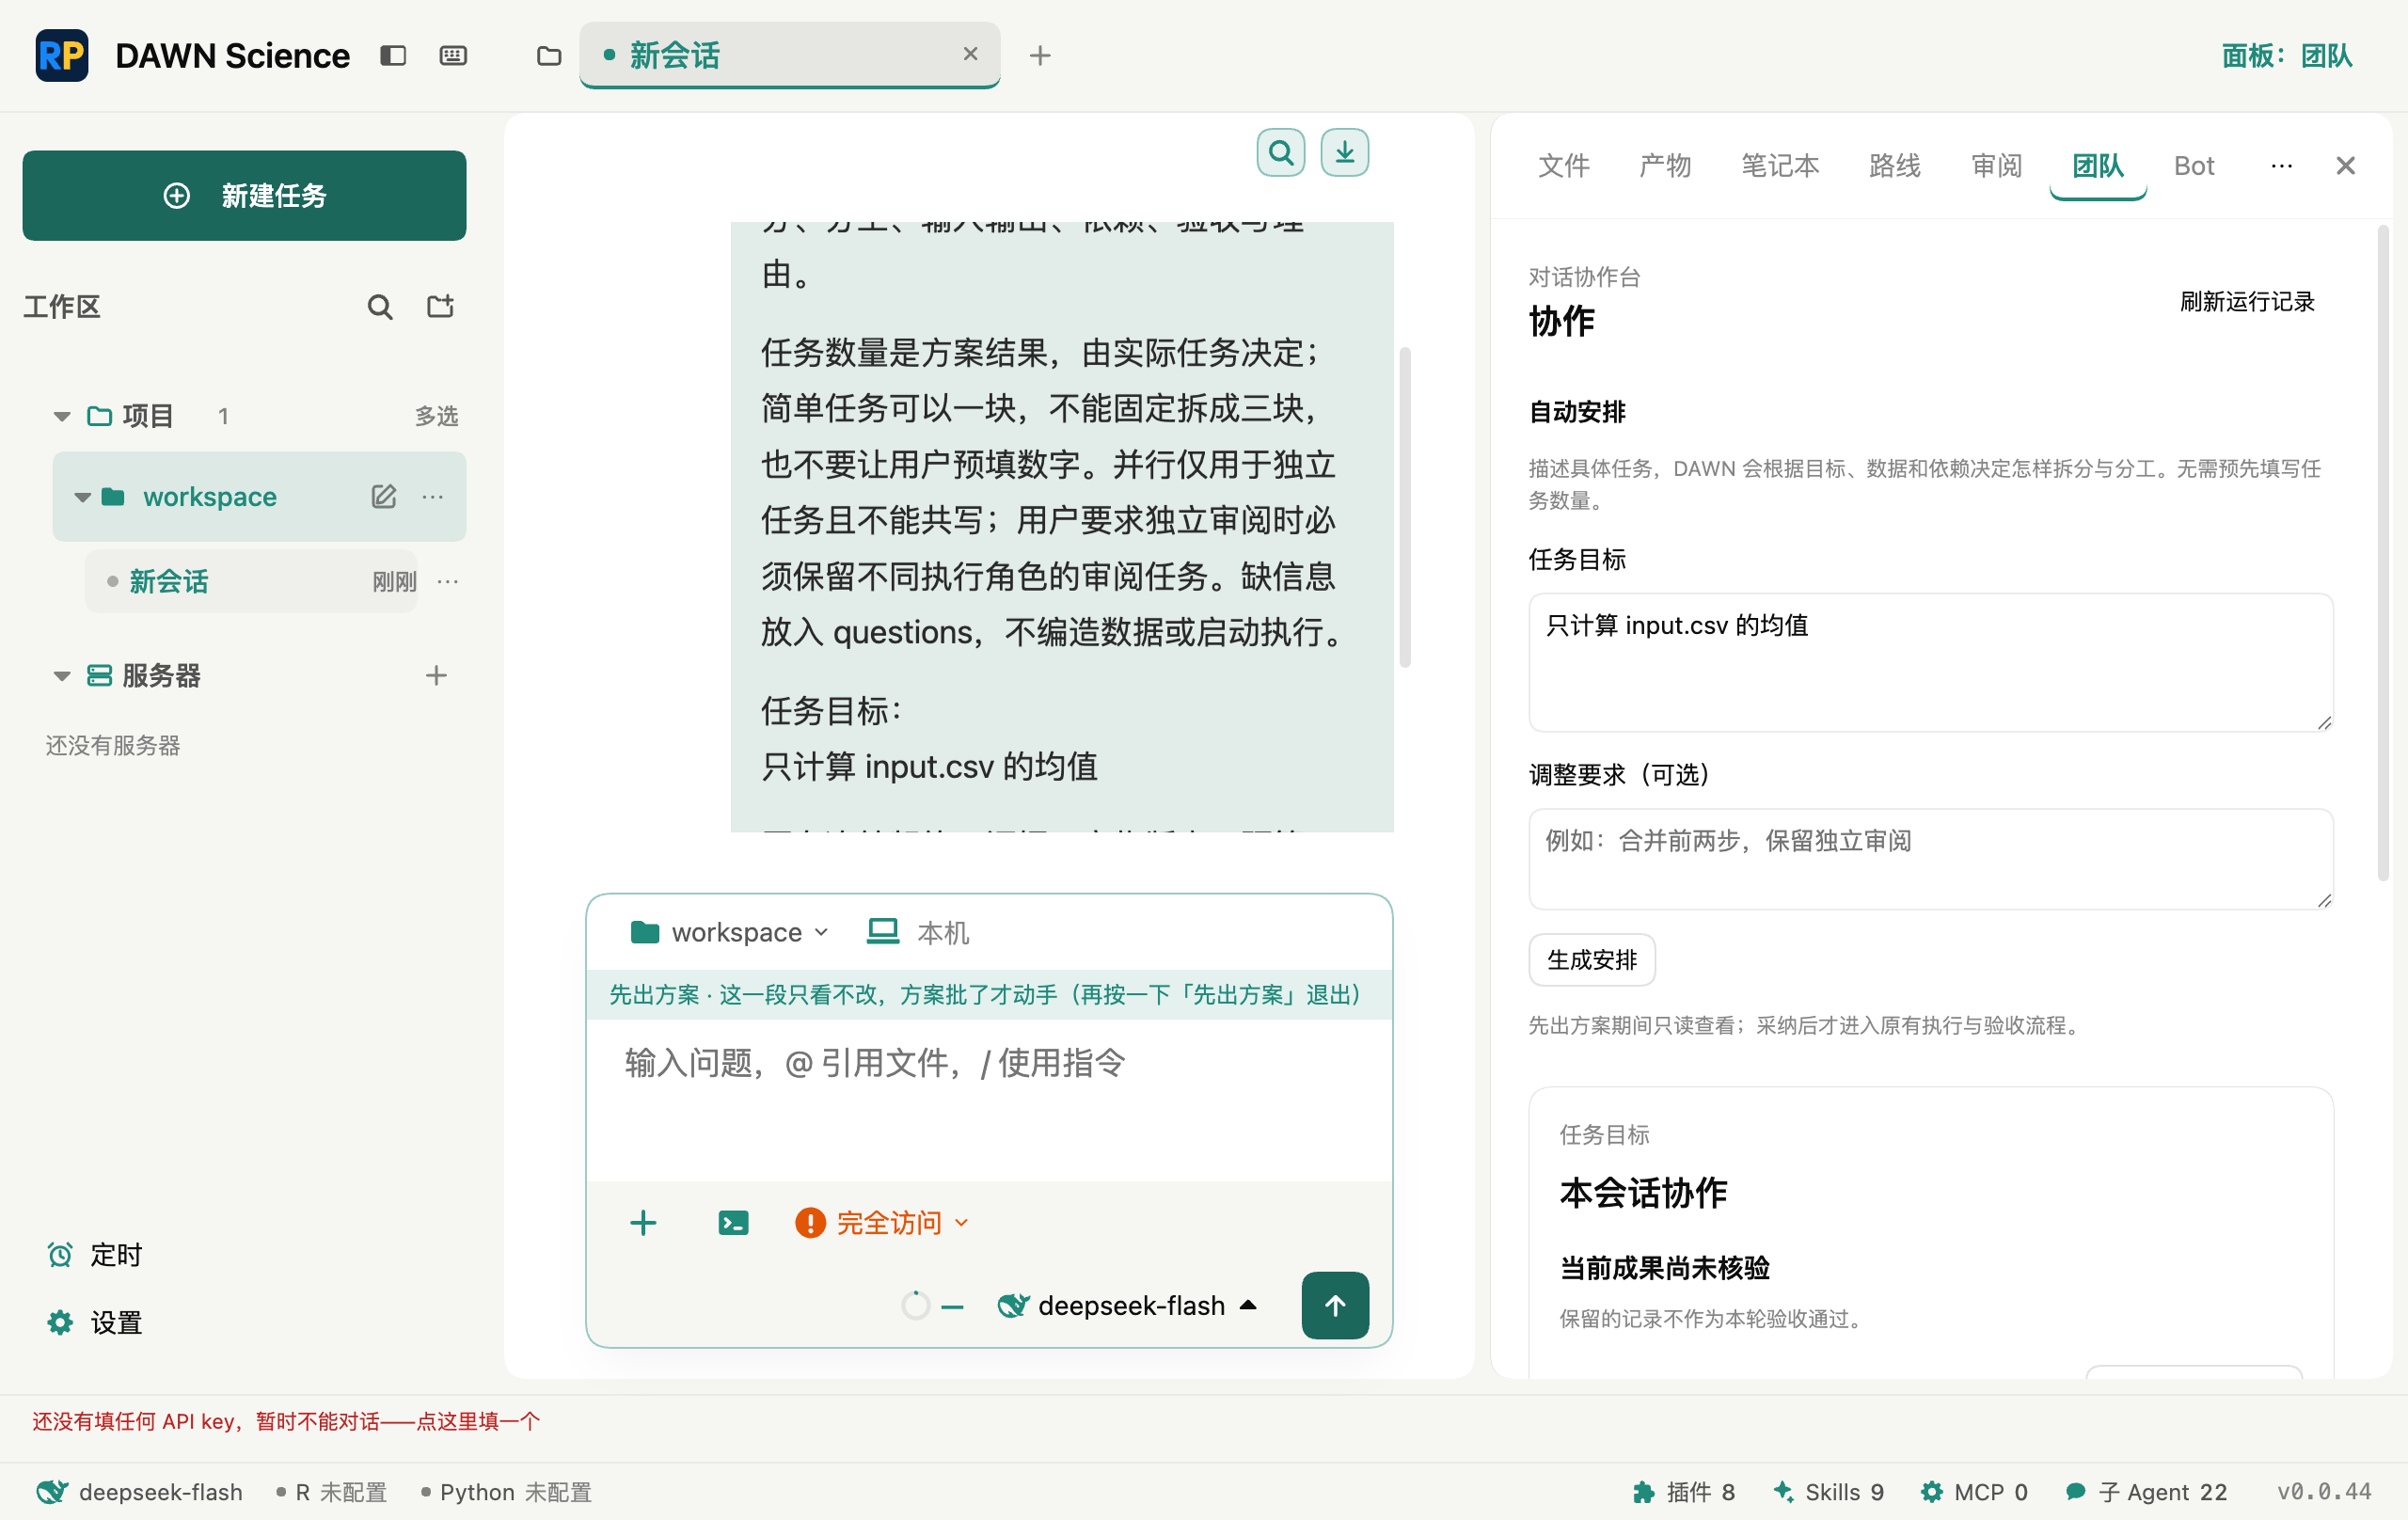 RP DAWN Science
新会话
面板：团队
新建任务
工作区
项目 1 多选
workspace
新会话 刚刚
服务器
还没有服务器
定时
设置
由。
任务数量是方案结果，由实际任务决定；
简单任务可以一块，不能固定拆成三块，
也不要让用户预填数字。并行仅用于独立
任务且不能共写；用户要求独立审阅时必
须保留不同执行角色的审阅任务。缺信息
放入 questions，不编造数据或启动执行。
任务目标：
只计算 input.csv 的均值
workspace 本机
先出方案 · 这一段只看不改，方案批了才动手（再按一下「先出方案」退出）
输入问题，@ 引用文件，/ 使用指令
完全访问
deepseek-flash
文件 产物 笔记本 路线 审阅 团队 Bot ...
对话协作台
协作
刷新运行记录
自动安排
描述具体任务，DAWN 会根据目标、数据和依赖决定怎样拆分与分工。无需预先填写任
务数量。
任务目标
只计算 input.csv 的均值
调整要求（可选）
例如：合并前两步，保留独立审阅
生成安排
先出方案期间只读查看；采纳后才进入原有执行与验收流程。
任务目标
本会话协作
当前成果尚未核验
保留的记录不作为本轮验收通过。
还没有填任何 API key，暂时不能对话——点这里填一个
deepseek-flash R 未配置 Python 未配置
插件 8 Skills 9 MCP 0 子 Agent 22 v0.0.44